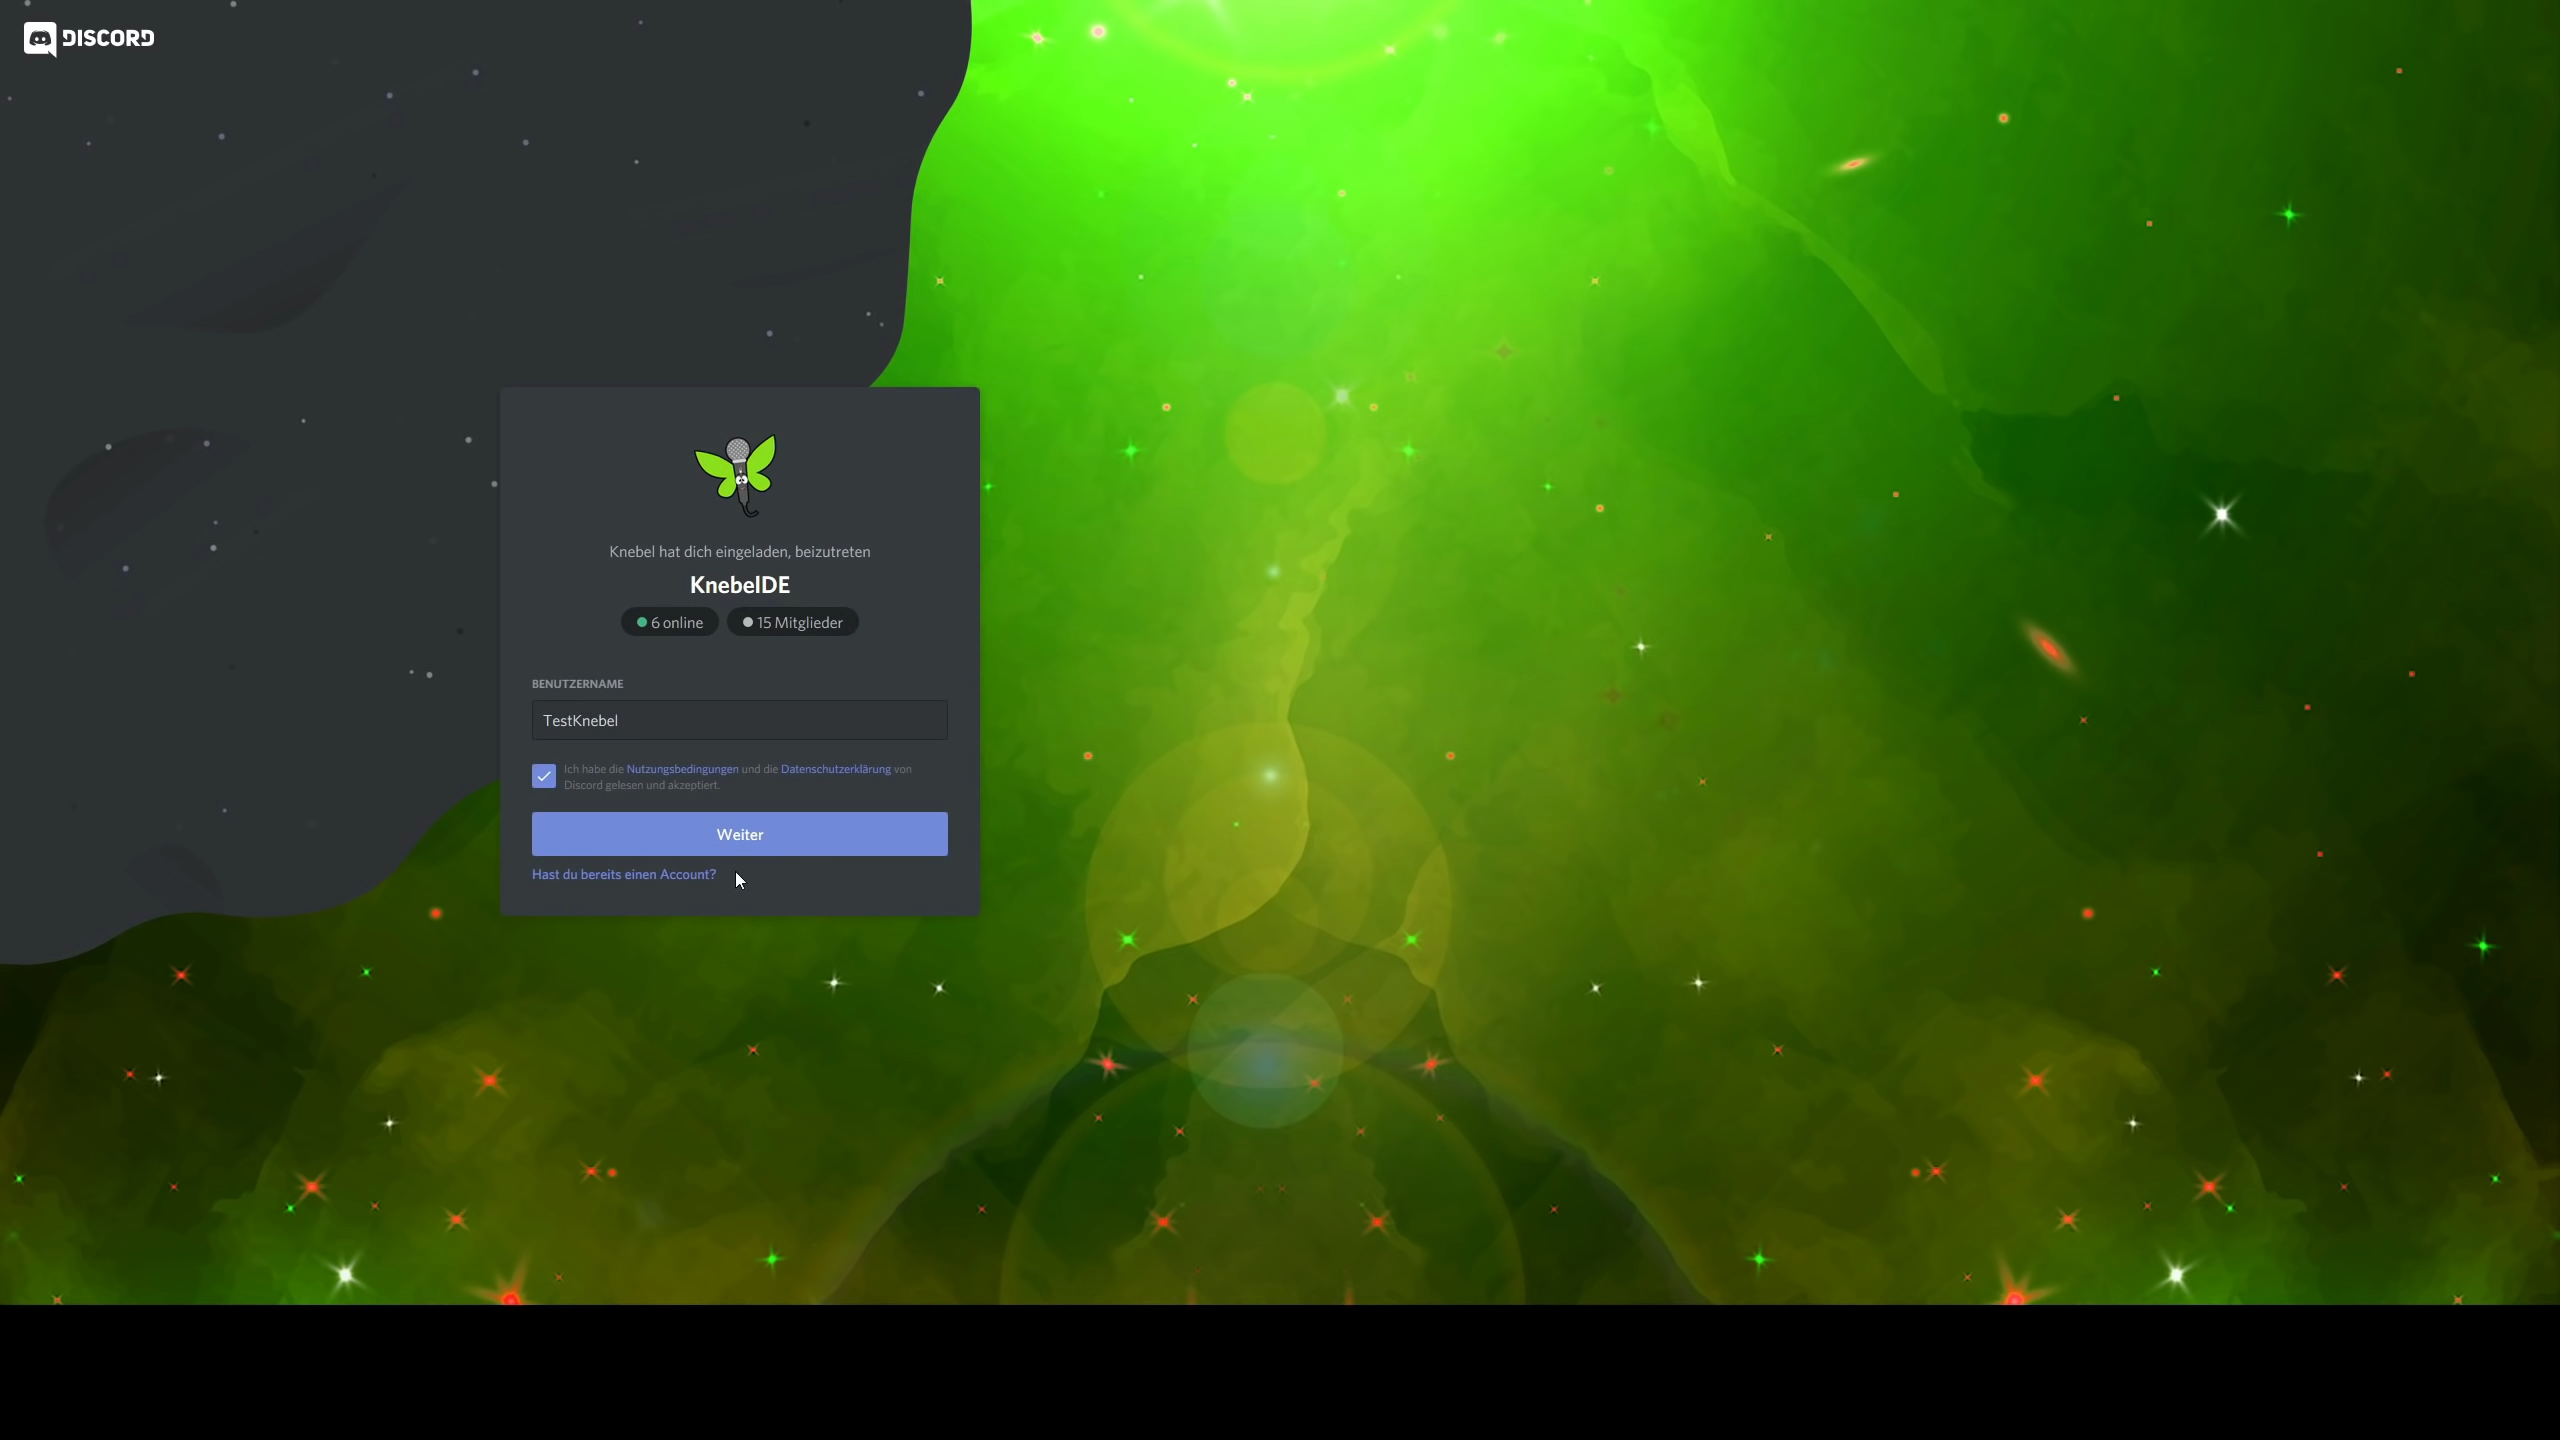 DISCORD
Knebel hat dich eingeladen, beizutreten
KnebelDE
6 online 15 Mitglieder
BENUTZERNAME
TestKnebel
Ich habe die Nutzungsbedingungen und die Datenschutzerklärung von
Discord gelesen und akzeptiert.
Weiter
Hast du bereits einen Account?